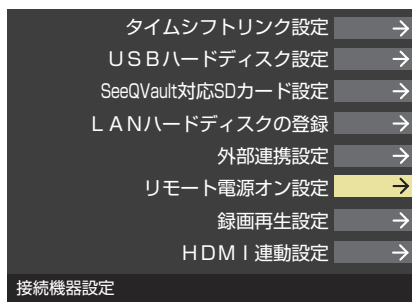 タイムシフトリンク設定
ＵＳＢハードディスク設定
SeeQVault対応SDカード設定
ＬＡＮハードディスクの登録
外部連携設定
リモート電源オン設定
録画再生設定
ＨＤＭＩ連動設定
接続機器設定